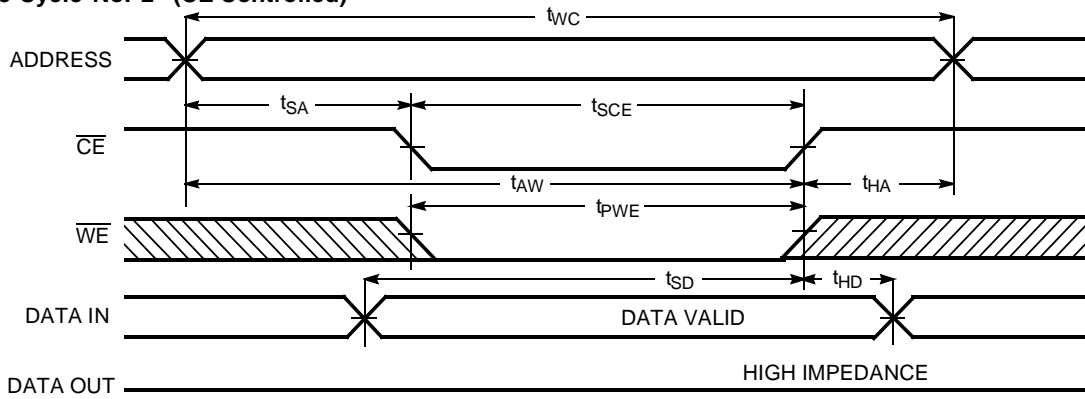 Cycle No. 1 (CE Controlled)
tWC
ADDRESS
tSA
tSCE
CE
tAW
tHA
tPWE
WE
tSD
tHD
DATA IN
DATA VALID
HIGH IMPEDANCE
DATA OUT